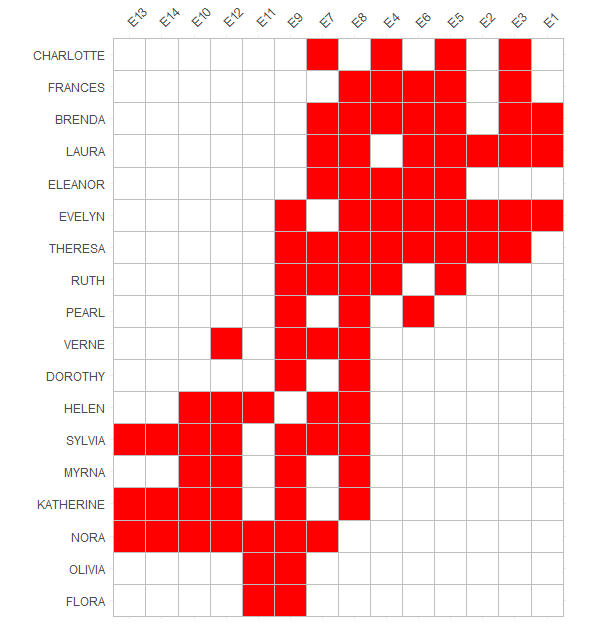 E13 E14 E10 E12 E11 E9 E7 E8 E4 E6 E5 E2 E3 E1
CHARLOTTE
FRANCES
BRENDA
LAURA
ELEANOR
EVELYN
THERESA
RUTH
PEARL
VERNE
DOROTHY
HELEN
SYLVIA
MYRNA
KATHERINE
NORA
OLIVIA
FLORA